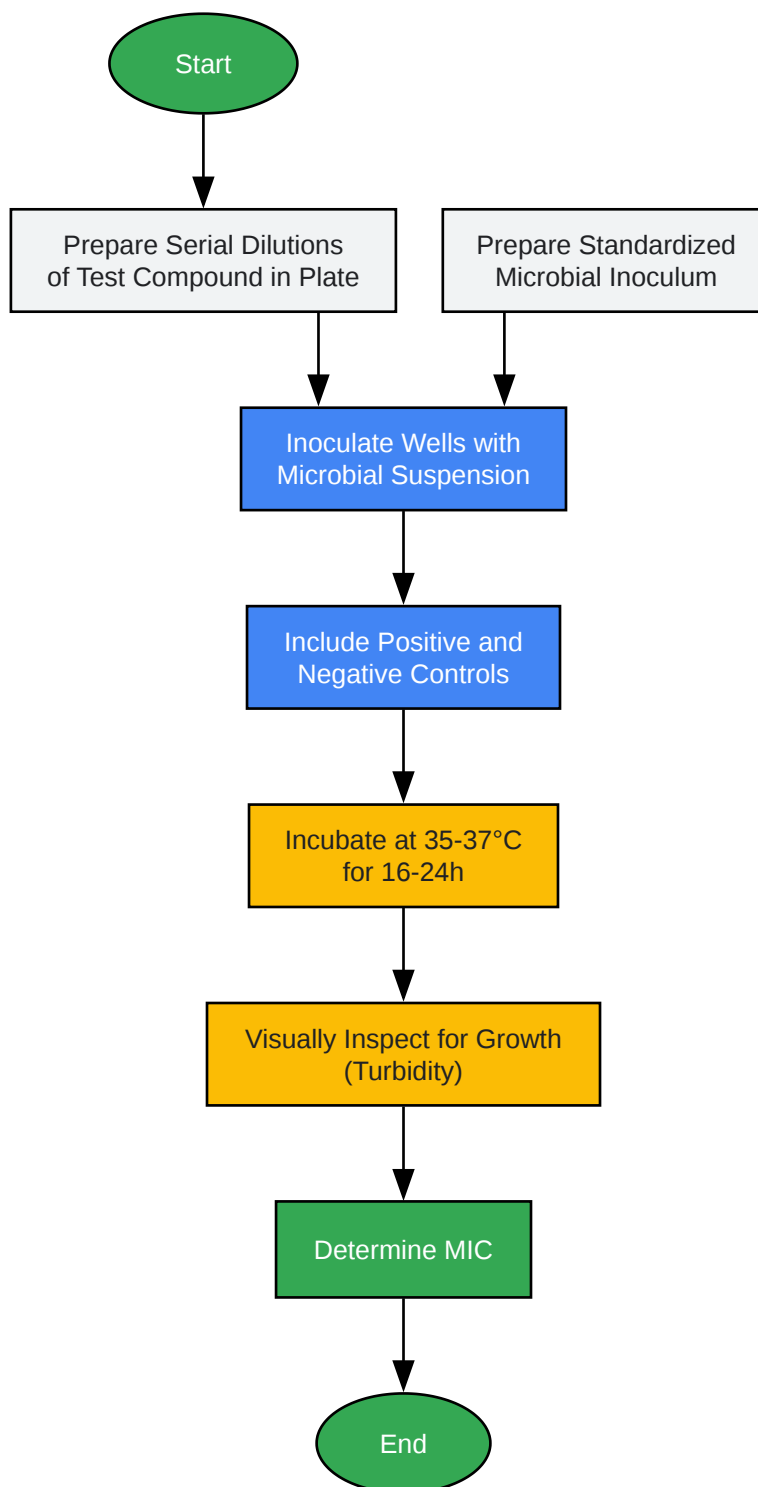 Start
Prepare Serial Dilutions
of Test Compound in Plate
Prepare Standardized
Microbial Inoculum
Inoculate Wells with
Microbial Suspension
Include Positive and
Negative Controls
Incubate at 35-37°C
for 16-24h
Visually Inspect for Growth
(Turbidity)
Determine MIC
End